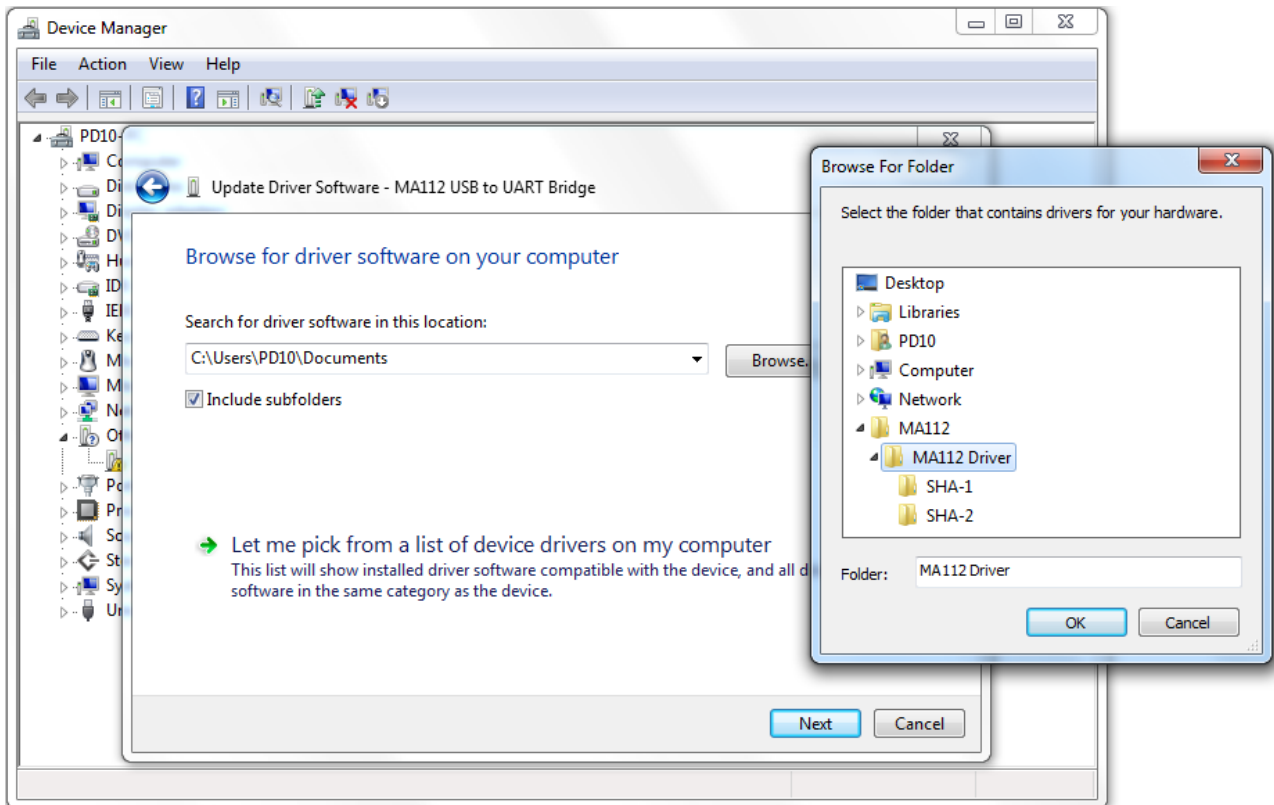 Device Manager
File Action View Help
PD10-
Update Driver Software - MA112 USB to UART Bridge
Browse for driver software on your computer
Search for driver software in this location:
C:\Users\PD10\Documents
Browse.
Include subfolders
Let me pick from a list of device drivers on my computer
This list will show installed driver software compatible with the device, and all d
software in the same category as the device.
Next Cancel
Browse For Folder
Select the folder that contains drivers for your hardware.
Desktop
Libraries
PD10
Computer
Network
MA112
MA112 Driver
SHA-1
SHA-2
Folder: MA112 Driver
OK Cancel